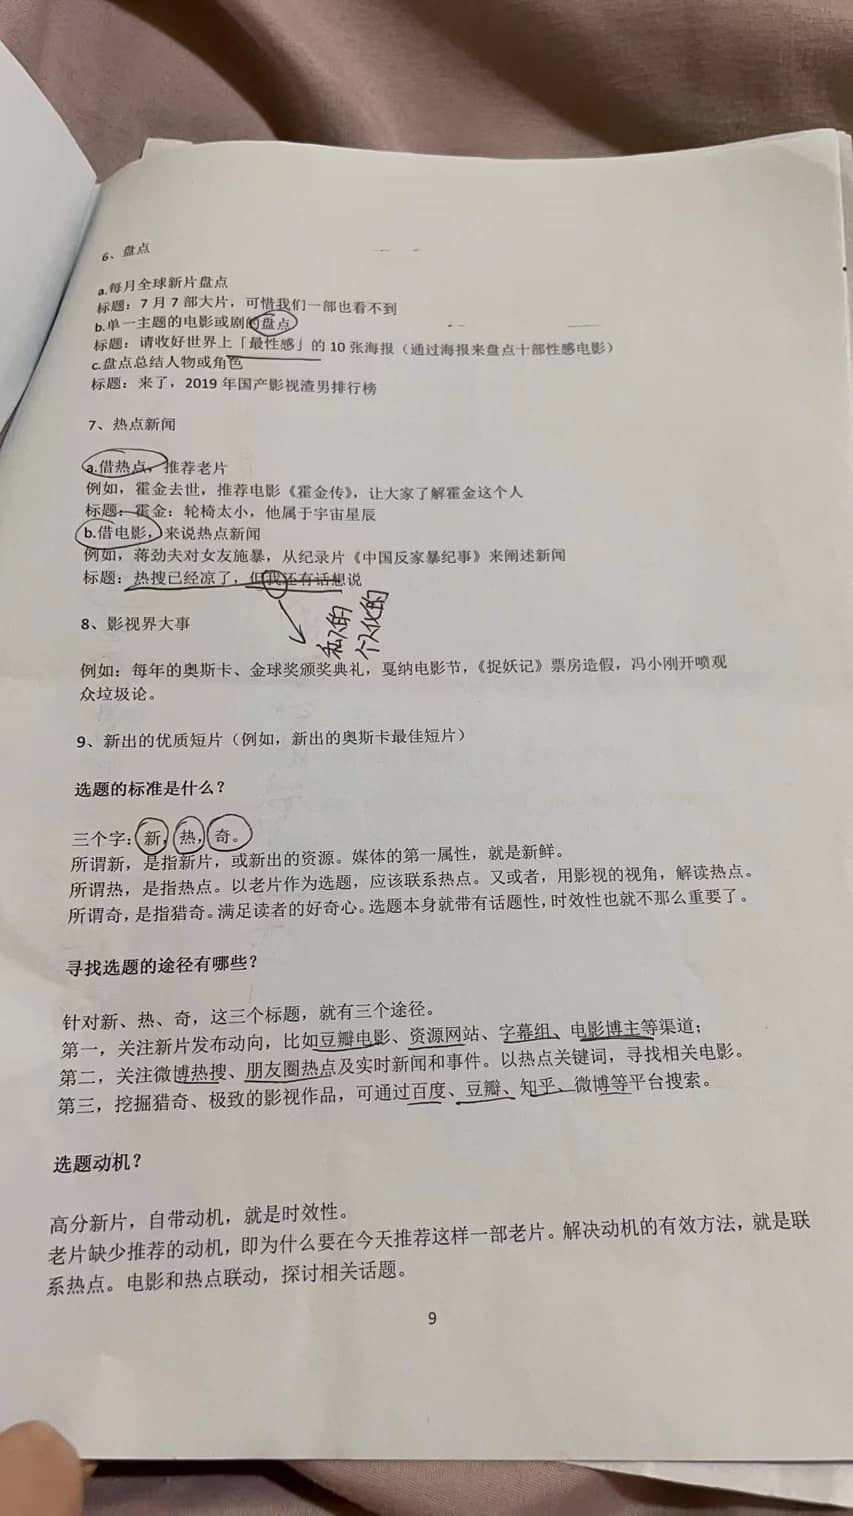 6、盘点
a.每月全球新片盘点
标题：7月7部大片，可惜我们一部也看不到
b.单一主题的电影或剧的盘点
标题：请收好世界上「最性感」的10张海报（通过海报来盘点十部性感电影）
c.盘点总结人物或角色
标题：来了，2019年国产影视渣男排行榜
7、热点新闻
a.借热点，推荐老片
例如，霍金去世，推荐电影《霍金传》，让大家了解霍金这个人
标题：霍金：轮椅太小，他属于宇宙星辰
b.借电影，来说热点新闻
例如，蒋劲夫对女友施暴，从纪录片《中国反家暴纪事》来阐述新闻
标题：热搜已经凉了，但我还有话想说
私人的
个人化的
8、影视界大事
例如：每年的奥斯卡、金球奖颁奖典礼，戛纳电影节，《捉妖记》票房造假，冯小刚开喷观
众垃圾论。
9、新出的优质短片（例如，新出的奥斯卡最佳短片）
选题的标准是什么？
三个字：新，热，奇。
所谓新，是指新片，或新出的资源。媒体的第一属性，就是新鲜。
所谓热，是指热点。以老片作为选题，应该联系热点。又或者，用影视的视角，解读热点。
所谓奇，是指猎奇。满足读者的好奇心。选题本身就带有话题性，时效性也就不那么重要了。
寻找选题的途径有哪些？
针对新、热、奇，这三个标题，就有三个途径。
第一，关注新片发布动向，比如豆瓣电影、资源网站、字幕组、电影博主等渠道；
第二，关注微博热搜、朋友圈热点及实时新闻和事件。以热点关键词，寻找相关电影。
第三，挖掘猎奇、极致的影视作品，可通过百度、豆瓣、知乎、微博等平台搜索。
选题动机？
高分新片，自带动机，就是时效性。
老片缺少推荐的动机，即为什么要在今天推荐这样一部老片。解决动机的有效方法，就是联
系热点。电影和热点联动，探讨相关话题。
9